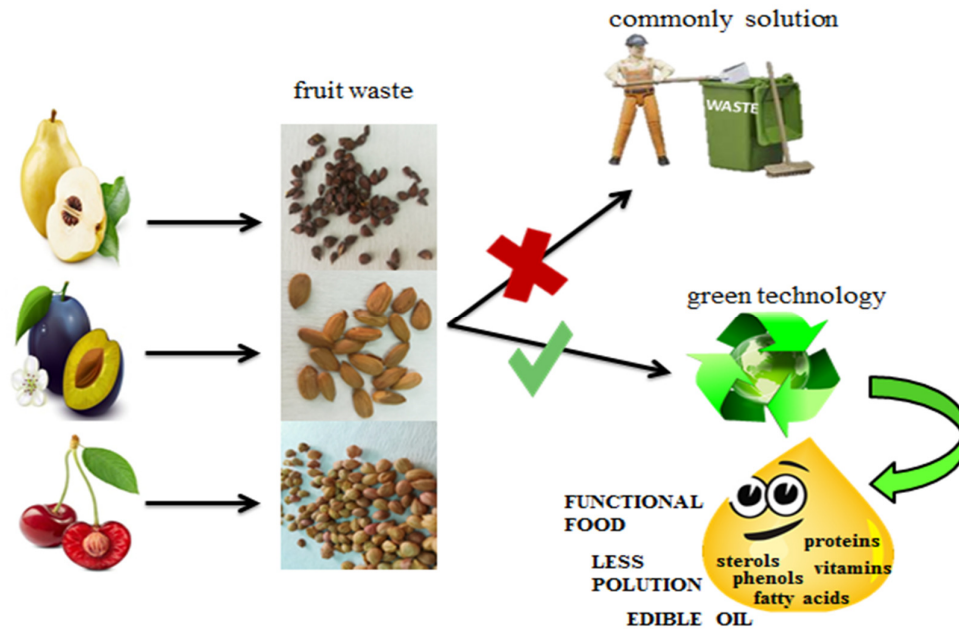 commonly solution
fruit waste
WASTE
green technology
FUNCTIONAL
FOOD
LESS
POLUTION
EDIBLE OIL
proteins
sterols
vitamins
phenols
fatty acids